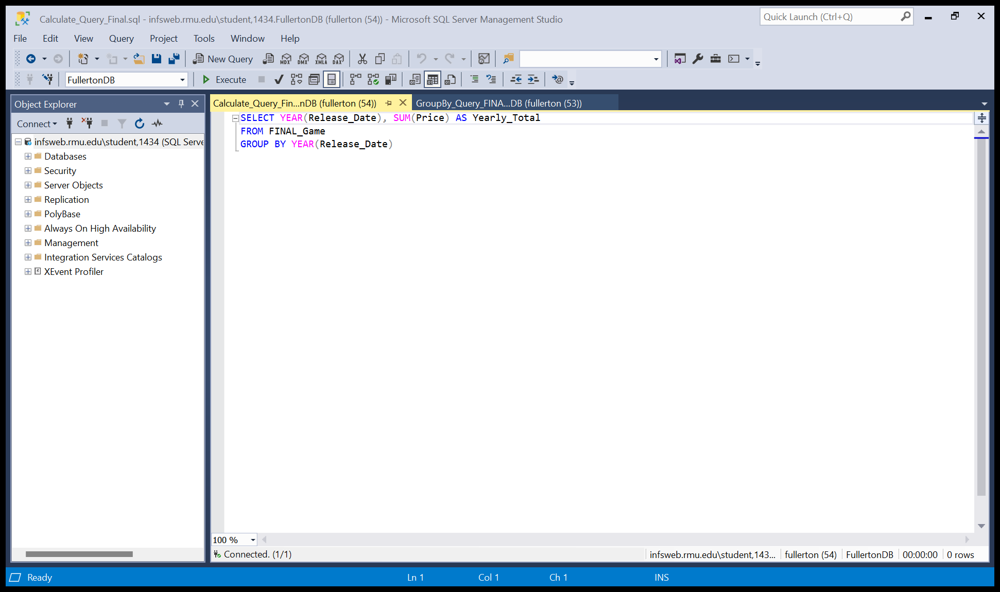 Calculate_Query_Final.sql - infsweb.rmu.edu\student,1434.FullertonDB (fullerton (54)) - Microsoft SQL Server Management Studio
Quick Launch (Ctrl+Q)
File Edit View Query Project Tools Window Help
New Query MDX DMX XMLA DAX
FullertonDB Execute
Object Explorer
Calculate_Query_Fin...nDB (fullerton (54)) GroupBy_Query_FINA...DB (fullerton (53))
Connect
infsweb.rmu.edu\student,1434 (SQL Serve
Databases
Security
Server Objects
Replication
PolyBase
Always On High Availability
Management
Integration Services Catalogs
XEvent Profiler
SELECT YEAR(Release_Date), SUM(Price) AS Yearly_Total
FROM FINAL_Game
GROUP BY YEAR(Release_Date)
100 %
Connected. (1/1) infsweb.rmu.edu\student,143... fullerton (54) FullertonDB 00:00:00 0 rows
Ready Ln 1 Col 1 Ch 1 INS